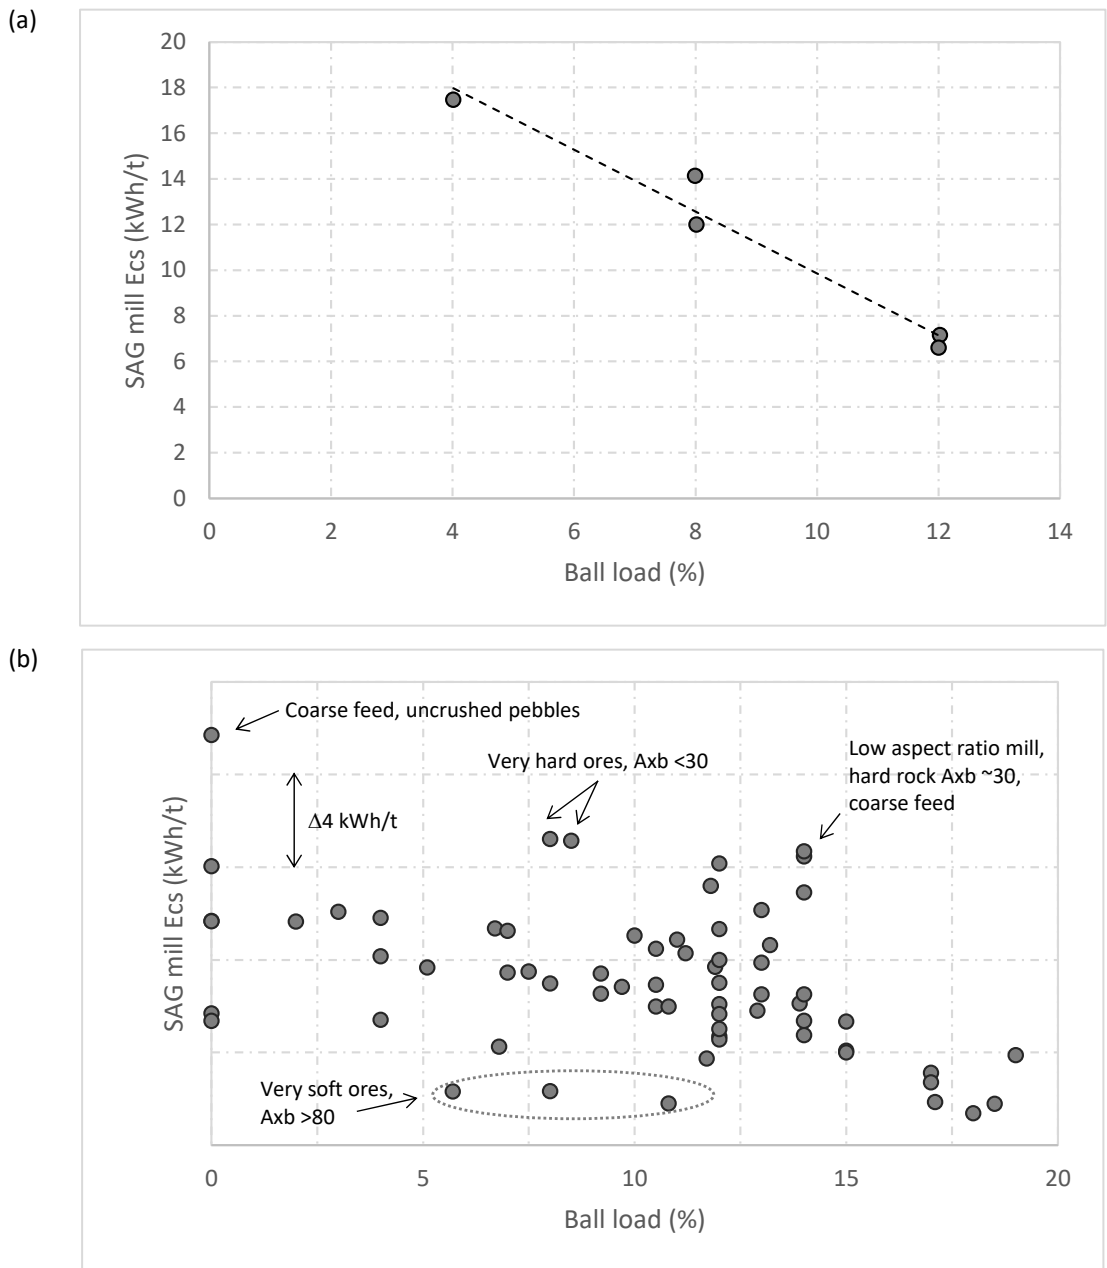 (a)
20
18
16
14
12
10
8
6
4
2
0
SAG mill Ecs (kWh/t)
0 2 4 6 8 10 12 14
Ball load (%)
(b)
Coarse feed, uncrushed pebbles
Very hard ores, Axb <30
Low aspect ratio mill,
hard rock Axb ~30,
coarse feed
Δ4 kWh/t
SAG mill Ecs (kWh/t)
Very soft ores,
Axb >80
0 5 10 15 20
Ball load (%)